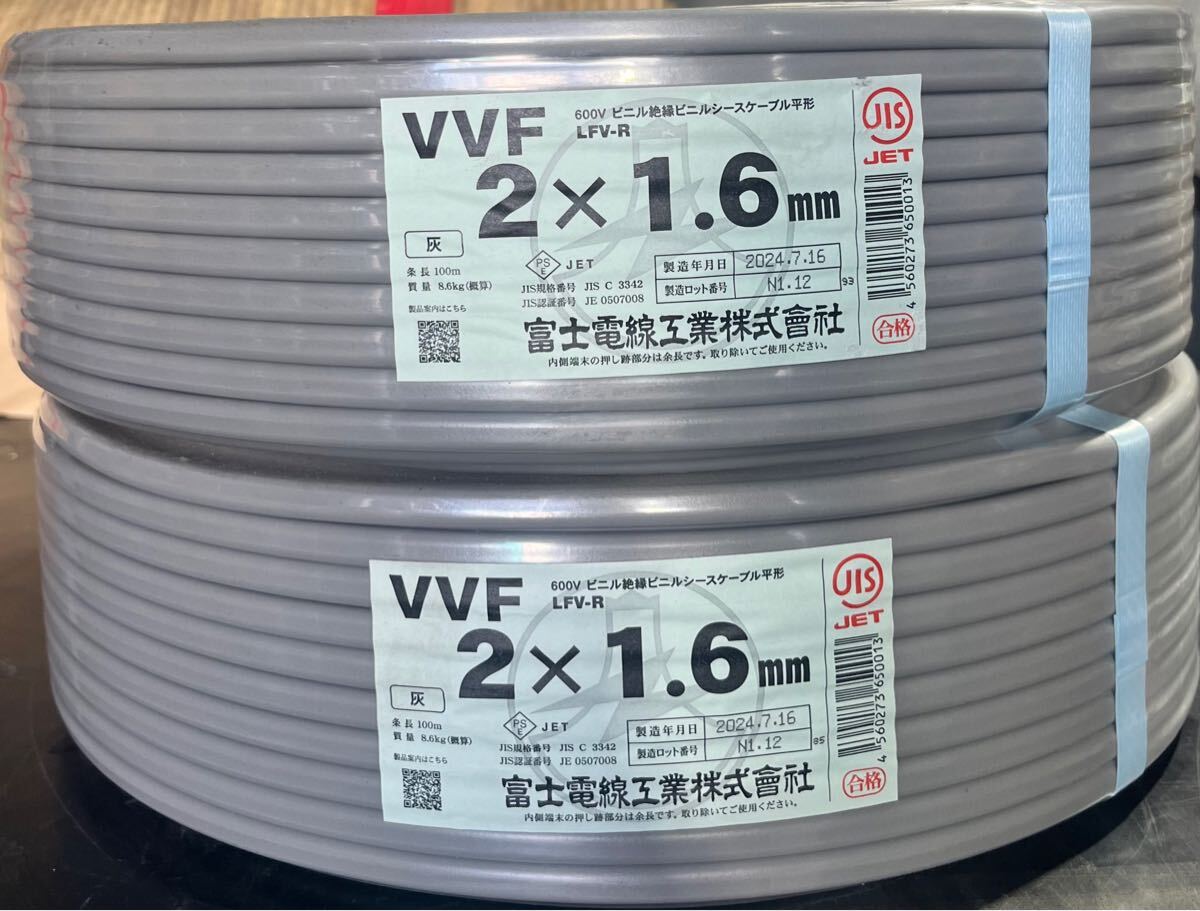 VVF
600V ビニル絶縁ビニルシースケーブル平形
LFV-R
2×1.6mm
灰
条長 100m
質量 8.6kg(概算)
製品案内はこちら
PS
E
JET
JIS規格番号 JIS C 3342
JIS認証番号 JE 0507008
製造年月日 2024.7.16
製造ロット番号 N1.12
93
富士電線工業株式會社
内側端末の押し跡部分は余長です。取り除いてご使用ください。
JIS
JET
4 560273 650013
合格
VVF
600V ビニル絶縁ビニルシースケーブル平形
LFV-R
2×1.6mm
灰
条長 100m
質量 8.6kg(概算)
製品案内はこちら
PS
E
JET
JIS規格番号 JIS C 3342
JIS認証番号 JE 0507008
製造年月日 2024.7.16
製造ロット番号 N1.12
85
富士電線工業株式會社
内側端末の押し跡部分は余長です。取り除いてご使用ください。
JIS
JET
4 560273 650013
合格